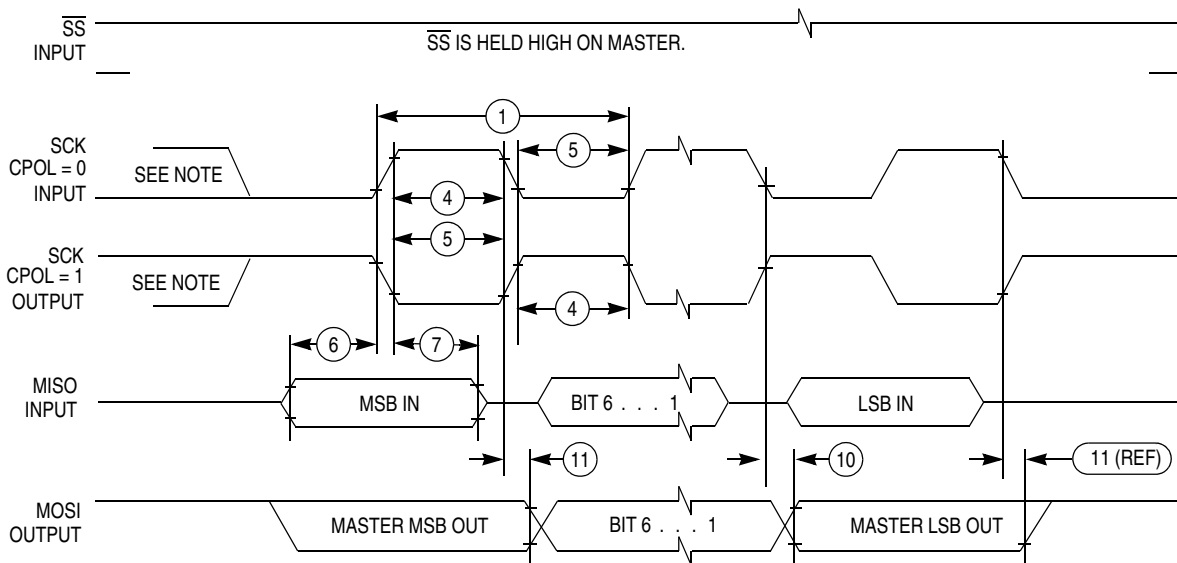 SS
INPUT
SS IS HELD HIGH ON MASTER.
1
SCK
CPOL = 0
INPUT
SEE NOTE
5
4
5
SCK
CPOL = 1
OUTPUT
SEE NOTE
4
6
7
MISO
INPUT
MSB IN
BIT 6 . . . 1
LSB IN
11
10
11 (REF)
MOSI
OUTPUT
MASTER MSB OUT
BIT 6 . . . 1
MASTER LSB OUT